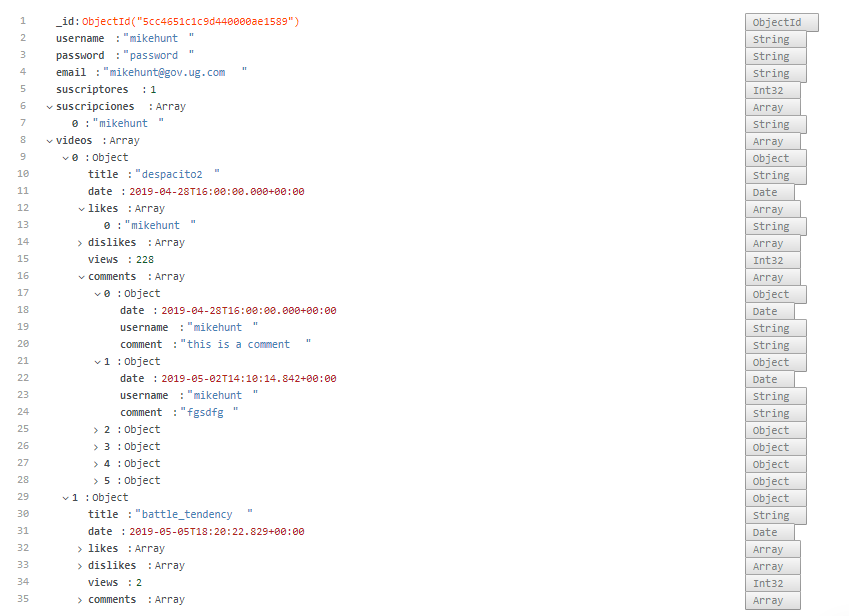 1 _id:ObjectId("5cc4651c1c9d440000ae1589") ObjectId
2 username :"mikehunt " String
3 password :"password " String
4 email :"mikehunt@gov.ug.com " String
5 suscriptores :1 Int32
6 suscripciones :Array Array
7 0 :"mikehunt " String
8 videos :Array Array
9 0 :Object Object
10 title :"despacito2 " String
11 date :2019-04-28T16:00:00.000+00:00 Date
12 likes :Array Array
13 0 :"mikehunt " String
14 dislikes :Array Array
15 views :228 Int32
16 comments :Array Array
17 0 :Object Object
18 date :2019-04-28T16:00:00.000+00:00 Date
19 username :"mikehunt " String
20 comment :"this is a comment " String
21 1 :Object Object
22 date :2019-05-02T14:10:14.842+00:00 Date
23 username :"mikehunt " String
24 comment :"fgsdfg " String
25 2 :Object Object
26 3 :Object Object
27 4 :Object Object
28 5 :Object Object
29 1 :Object Object
30 title :"battle_tendency " String
31 date :2019-05-05T18:20:22.829+00:00 Date
32 likes :Array Array
33 dislikes :Array Array
34 views :2 Int32
35 comments :Array Array